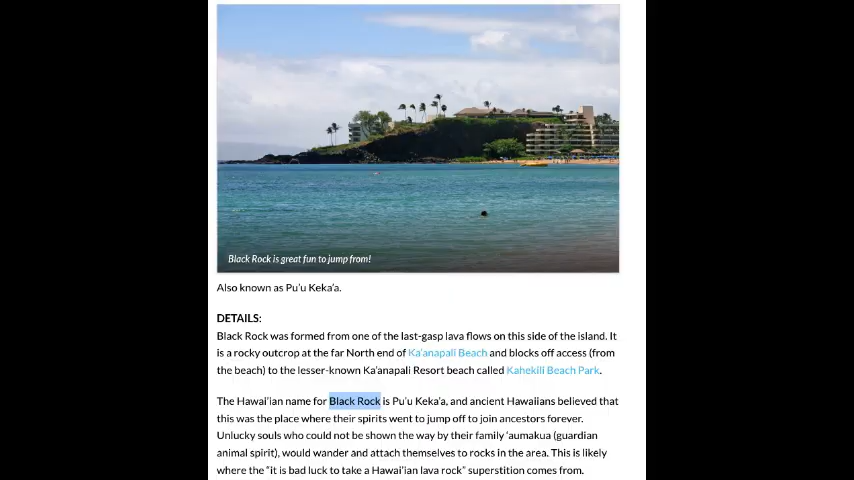 Black Rock is great fun to jump from!
Also known as Pu'u Keka'a.
DETAILS:
Black Rock was formed from one of the last-gasp lava flows on this side of the island. It
is a rocky outcrop at the far North end of Ka'anapali Beach and blocks off access (from
the beach) to the lesser-known Ka'anapali Resort beach called Kahekili Beach Park.
The Hawai'ian name for Black Rock is Pu'u Keka'a, and ancient Hawaiians believed that
this was the place where their spirits went to jump off to join ancestors forever.
Unlucky souls who could not be shown the way by their family 'aumakua (guardian
animal spirit), would wander and attach themselves to rocks in the area. This is likely
where the "it is bad luck to take a Hawai'ian lava rock" superstition comes from.